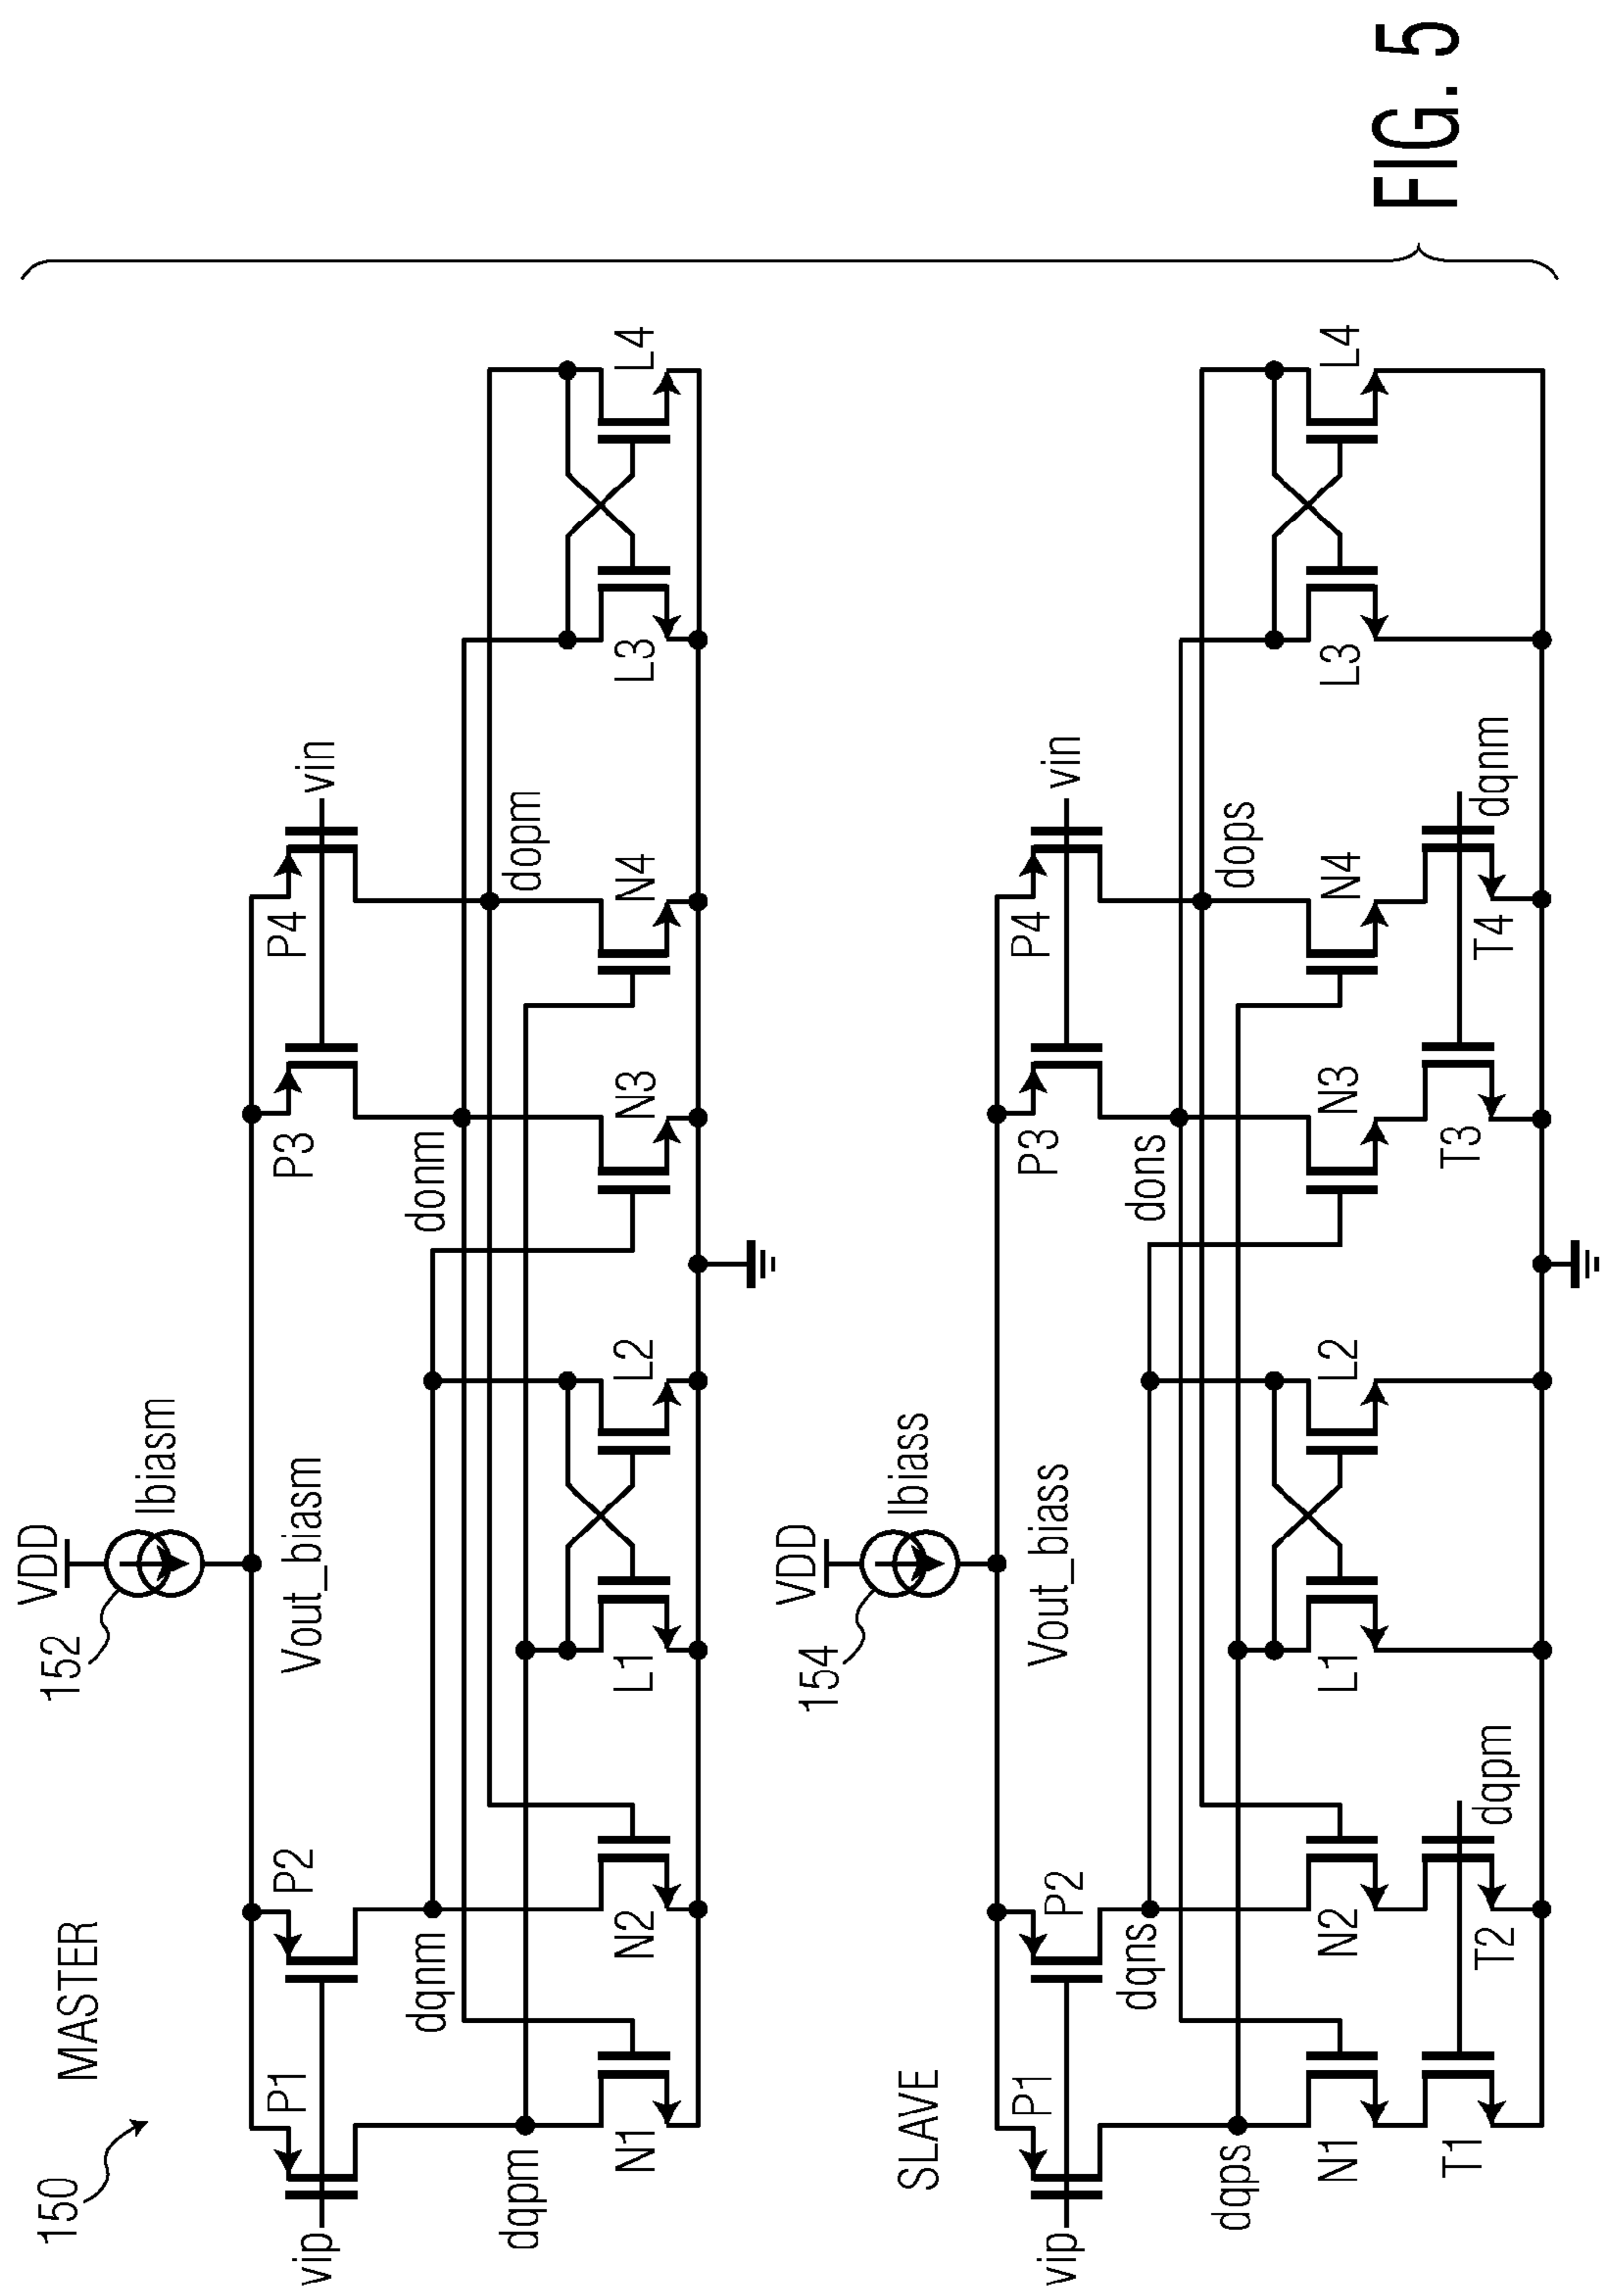 150
MASTER
152
VDD
Ibiasm
Vout_biasm
vip
P1
P2
P3
P4
vin
dqpm
dqnm
donm
dopm
N1
N2
L1
L2
N3
N4
L3
L4
SLAVE
154
VDD
Ibiass
Vout_biass
vip
P1
P2
P3
P4
vin
dqps
dqns
dons
dops
N1
N2
L1
L2
N3
N4
L3
L4
T1
T2
dqpm
T3
T4
dqnm
FIG. 5